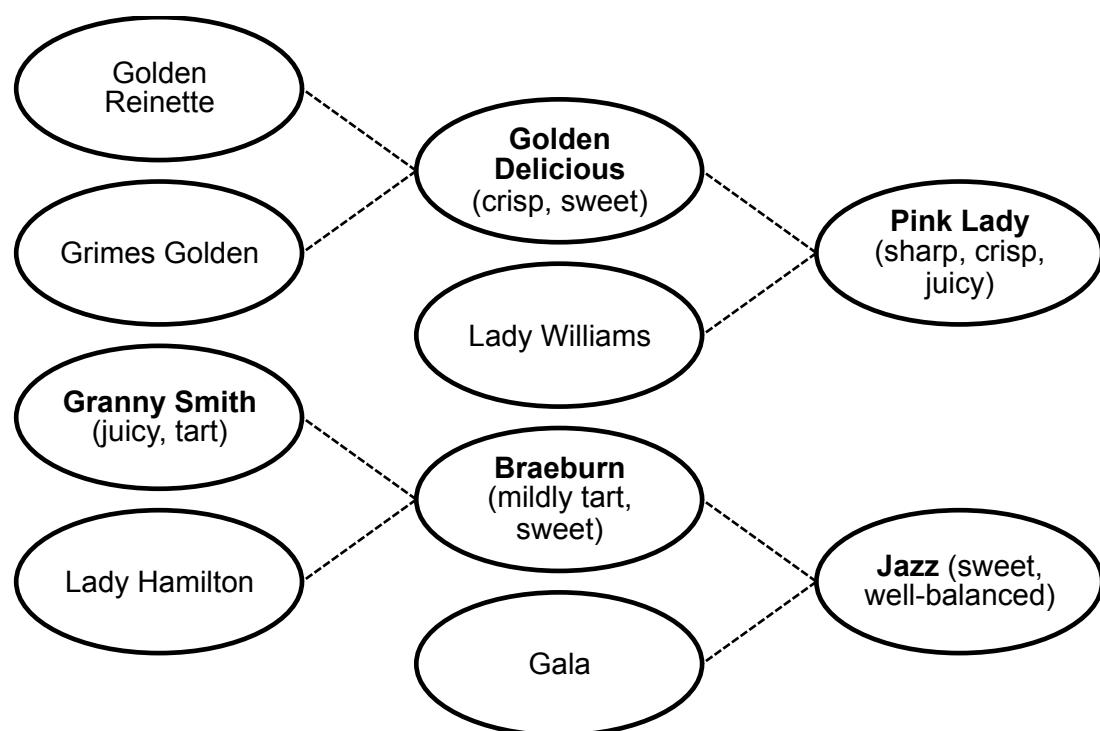 Golden
Reinette
Grimes Golden
Granny Smith
(juicy, tart)
Lady Hamilton
Golden
Delicious
(crisp, sweet)
Lady Williams
Braeburn
(mildly tart,
sweet)
Gala
Pink Lady
(sharp, crisp,
juicy)
Jazz (sweet,
well-balanced)